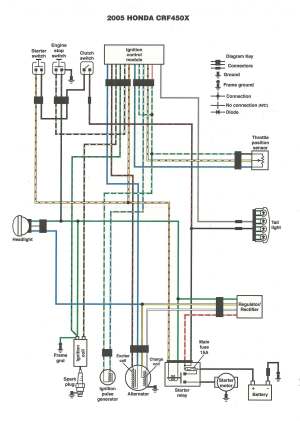 2005 HONDA CRF450X
Starter
switch
Engine
stop
switch
Clutch
switch
Ignition
control
module
Diagram Key
Connectors
Ground
Frame ground
Connection
No connection (N/C)
Diode
Throttle
position
sensor
Headlight
Tail
light
Regulator/
Rectifier
Frame
gnd
Ignition
coil
Spark
plug
Ignition
pulse
generator
Exciter
coil
Charge
coil
Alternator
Main
fuse
15A
Starter
relay
Starter
motor
Battery